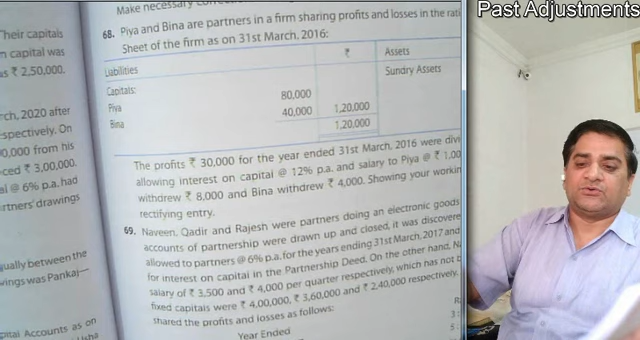 Past Adjustments
Their capitals
capital was
as ₹ 2,50,000.
rch, 2020 after
spectively. On
0,000 from his
ced ₹ 3,00,000.
al @ 6% p.a. had
rtners' drawings
ually between the
wings was Pankaj—
pital Accounts as on
Make necessary
68. Piya and Bina are partners in a firm sharing profits and losses in the rati
Sheet of the firm as on 31st March, 2016:
Liabilities ₹ Assets
Capitals: Sundry Assets
Piya 80,000
Bina 40,000 1,20,000
1,20,000
The profits ₹ 30,000 for the year ended 31st March, 2016 were divi
allowing interest on capital @ 12% p.a. and salary to Piya @ ₹ 1,00
withdrew ₹ 8,000 and Bina withdrew ₹ 4,000. Showing your workin
rectifying entry.
69. Naveen, Qadir and Rajesh were partners doing an electronic goods
accounts of partnership were drawn up and closed, it was discovere
allowed to partners @ 6% p.a. for the years ending 31st March, 2017 and
for interest on capital in the Partnership Deed. On the other hand, N
salary of ₹ 3,500 and ₹ 4,000 per quarter respectively, which has not b
fixed capitals were ₹ 4,00,000, ₹ 3,60,000 and ₹ 2,40,000 respectively.
shared the profits and losses as follows:
Year Ended
3 :
5 :